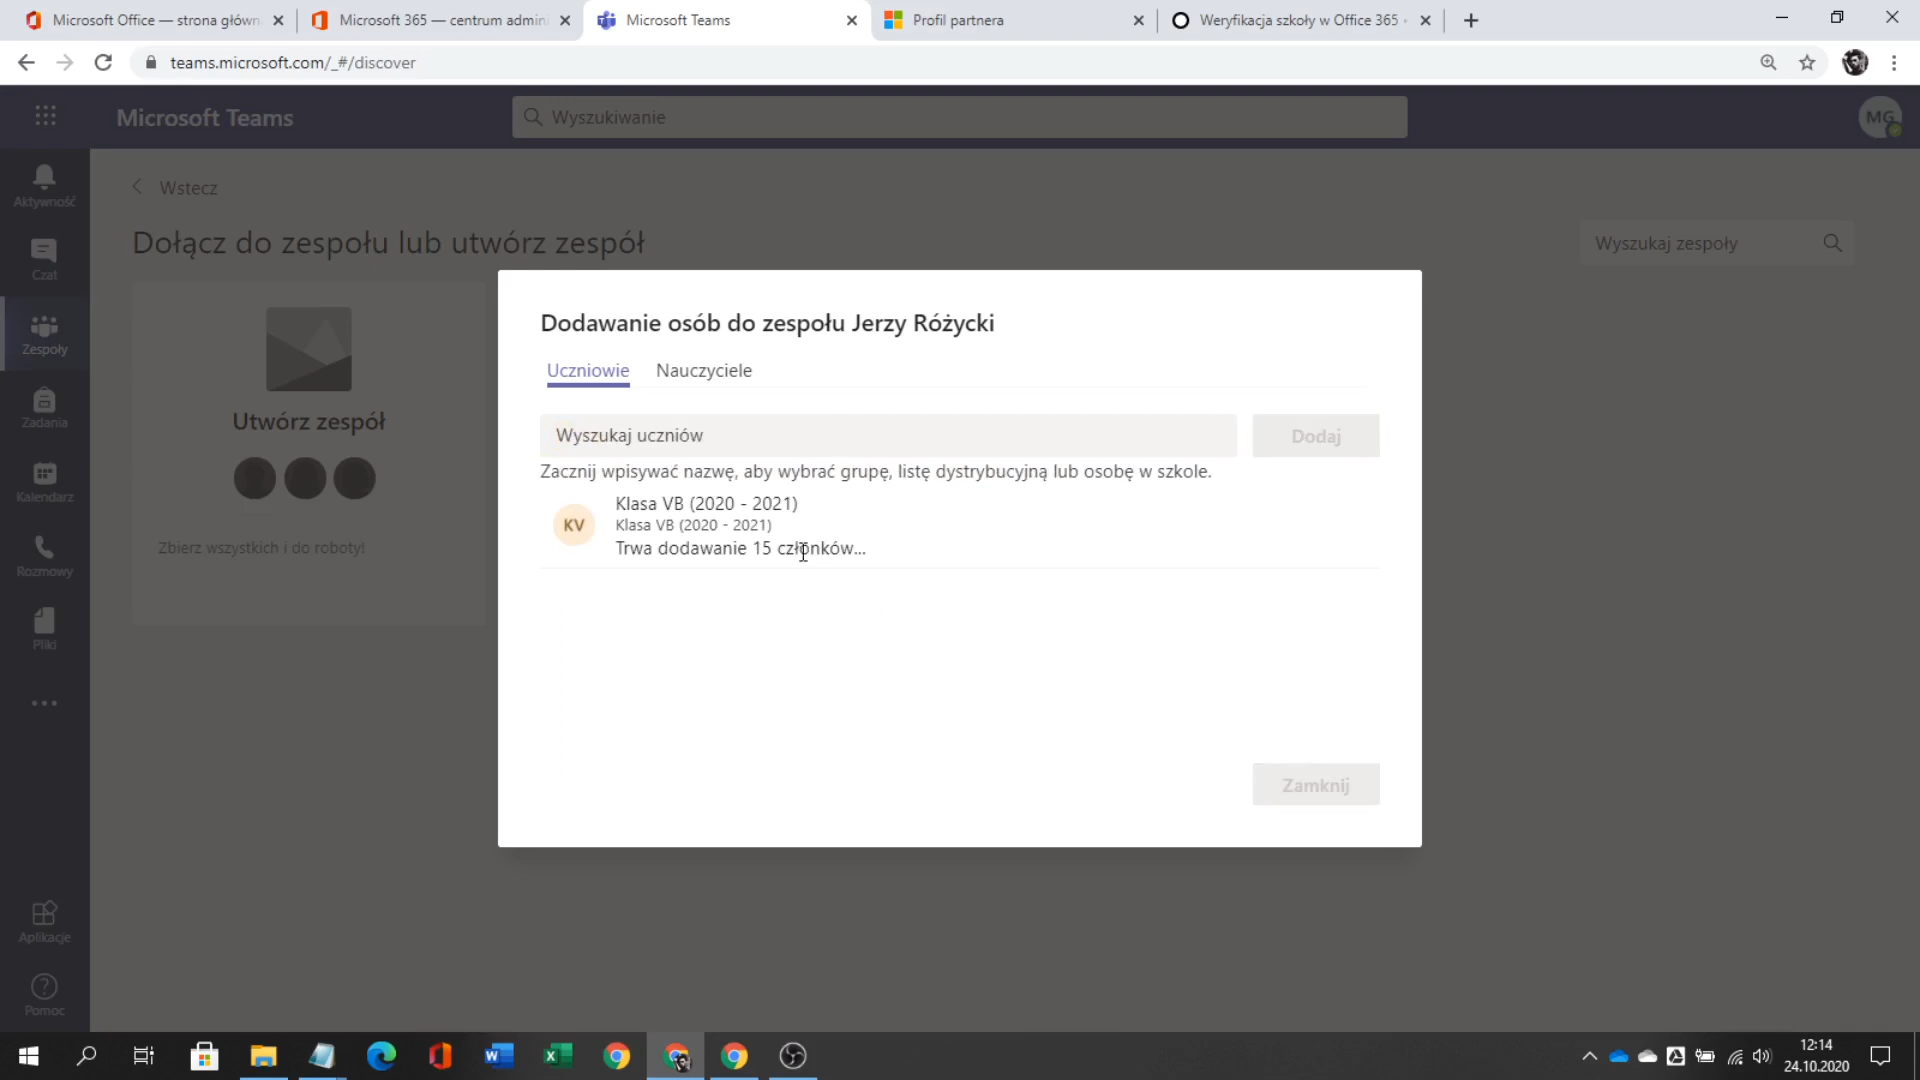 Microsoft Office — strona główn
Microsoft 365 — centrum admini
Microsoft Teams
Profil partnera
Weryfikacja szkoły w Office 365 -
teams.microsoft.com/_#/discover
Microsoft Teams
Wyszukiwanie
MG
Aktywność
Czat
Zespoły
Zadania
Kalendarz
Rozmowy
Pliki
Aplikacje
Pomoc
Wstecz
Dołącz do zespołu lub utwórz zespół
Wyszukaj zespoły
Utwórz zespół
Zbierz wszystkich i do roboty!
Dodawanie osób do zespołu Jerzy Różycki
Uczniowie
Nauczyciele
Wyszukaj uczniów
Dodaj
Zacznij wpisywać nazwę, aby wybrać grupę, listę dystrybucyjną lub osobę w szkole.
KV
Klasa VB (2020 - 2021)
Klasa VB (2020 - 2021)
Trwa dodawanie 15 członków...
Zamknij
12:14
24.10.2020